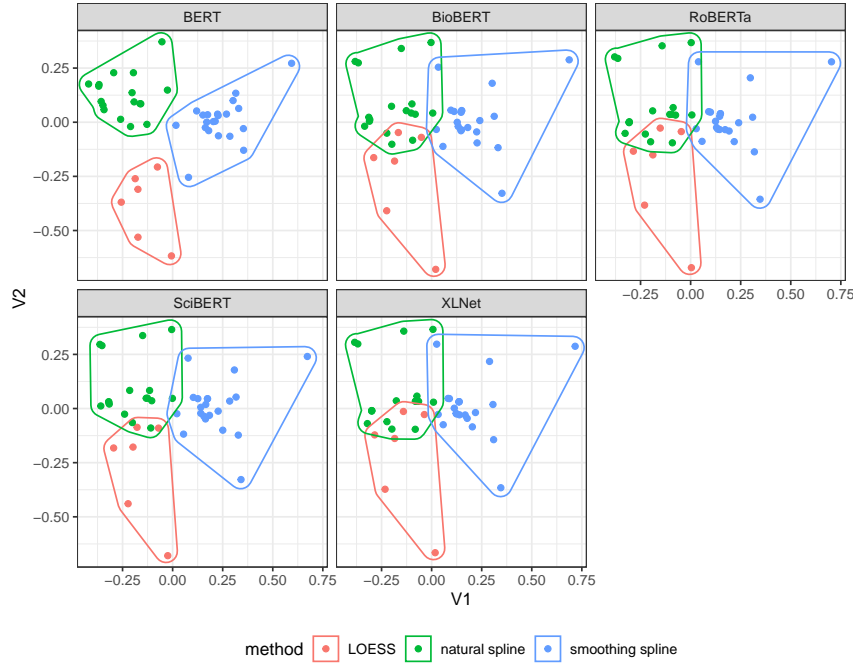 BERT BioBERT RoBERTa
0.25
0.00
−0.25
−0.50
−0.25 0.00 0.25 0.50 0.75
V2
SciBERT XLNet
0.25
0.00
−0.25
−0.50
−0.25 0.00 0.25 0.50 0.75 −0.25 0.00 0.25 0.50 0.75
V1
method LOESS natural spline smoothing spline